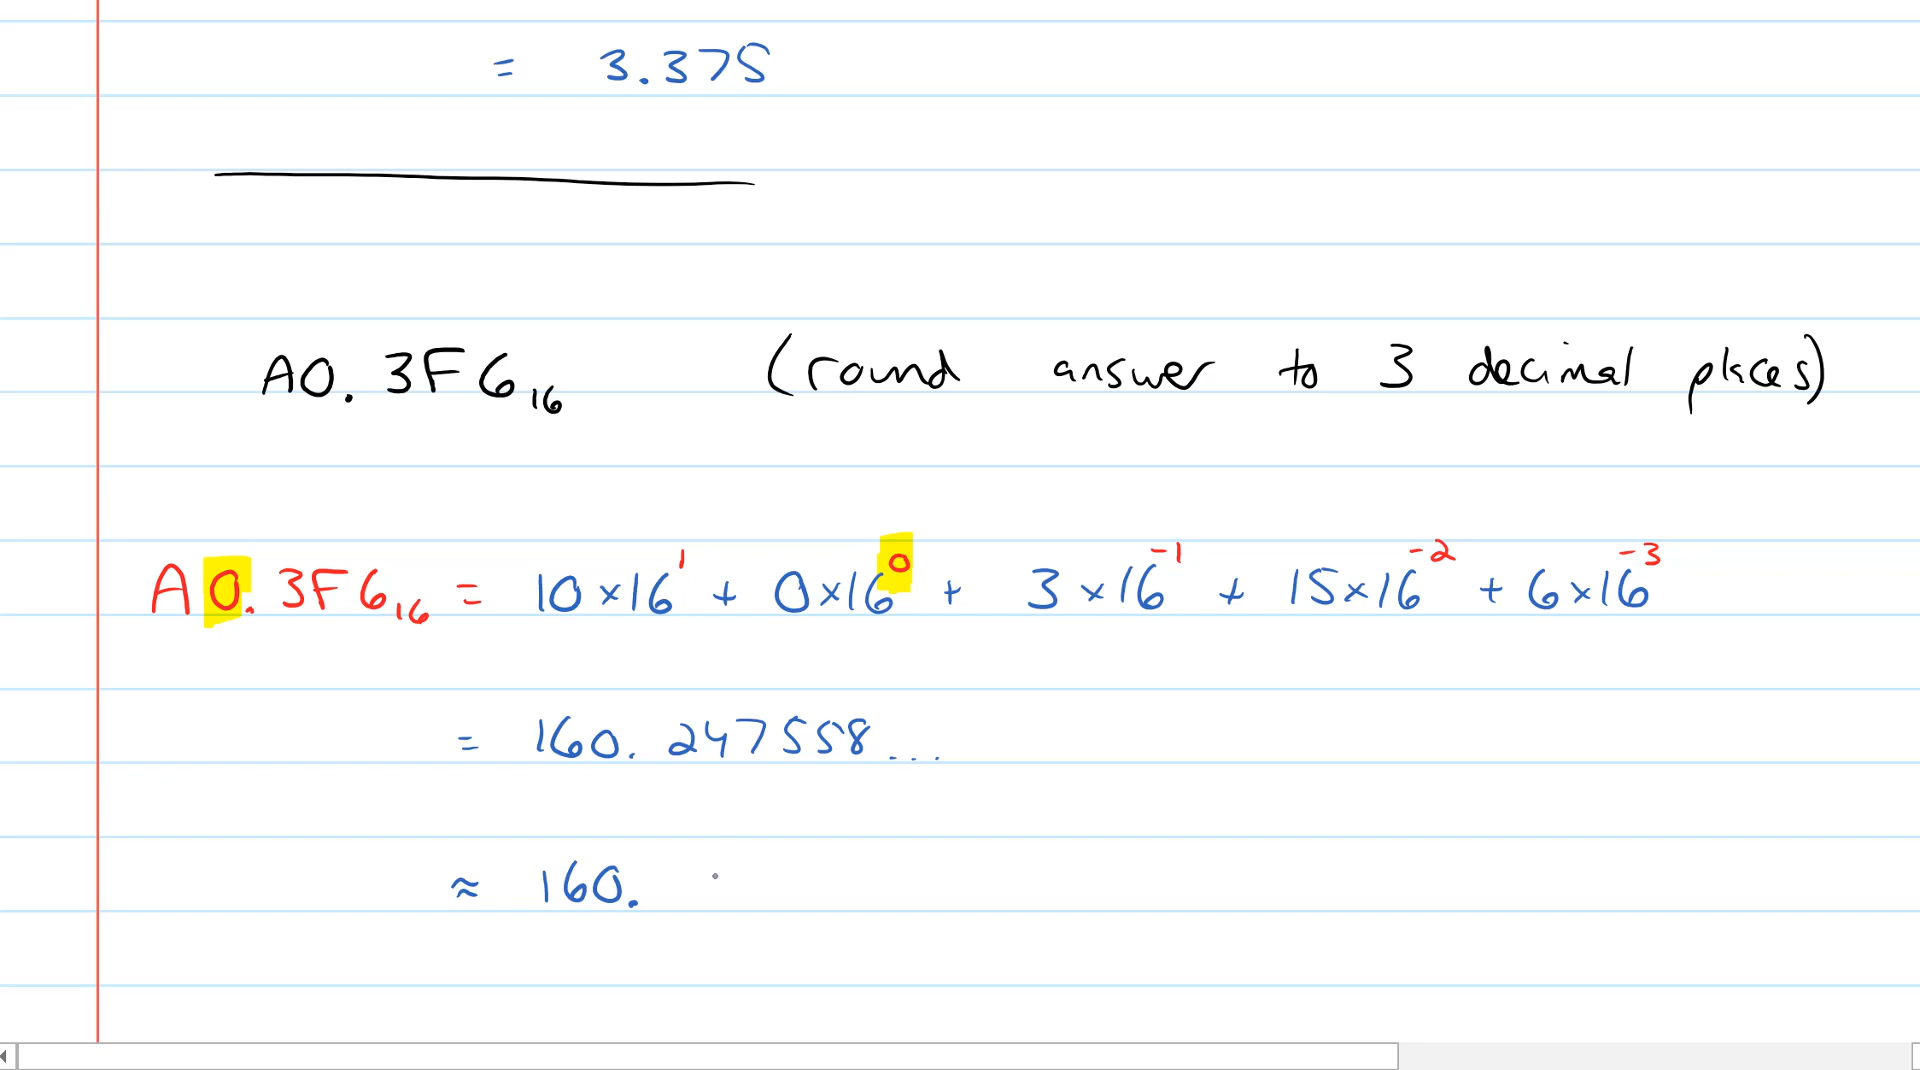 = 3.375
A0.3F6₁₆ (round answer to 3 decimal places)
A0.3F6₁₆ = 10×16¹ + 0×16⁰ + 3×16⁻¹ + 15×16⁻² + 6×16⁻³
= 160.247558...
≈ 160.